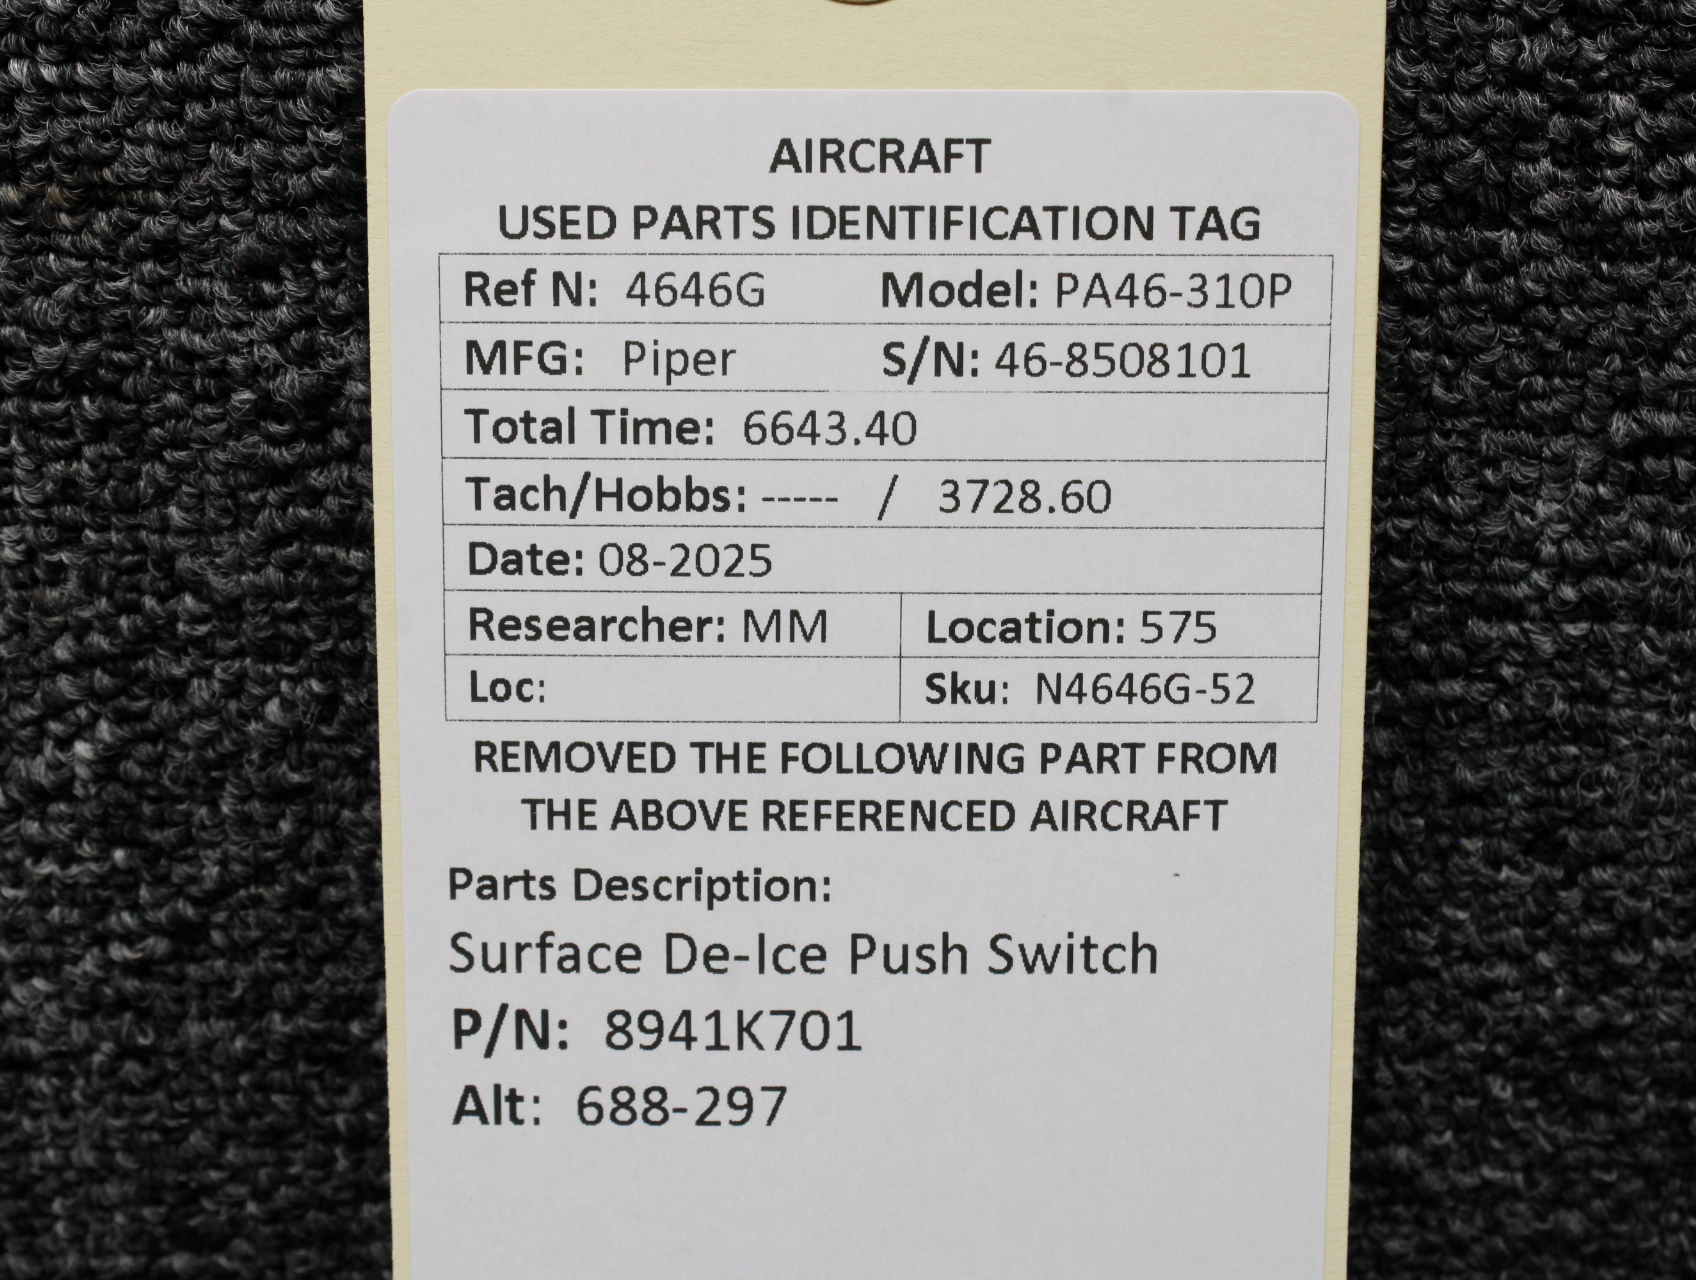 AIRCRAFT
USED PARTS IDENTIFICATION TAG
Ref N: 4646G Model: PA46-310P
MFG: Piper S/N: 46-8508101
Total Time: 6643.40
Tach/Hobbs: ----- / 3728.60
Date: 08-2025
Researcher: MM Location: 575
Loc: Sku: N4646G-52
REMOVED THE FOLLOWING PART FROM
THE ABOVE REFERENCED AIRCRAFT
Parts Description:
Surface De-Ice Push Switch
P/N: 8941K701
Alt: 688-297